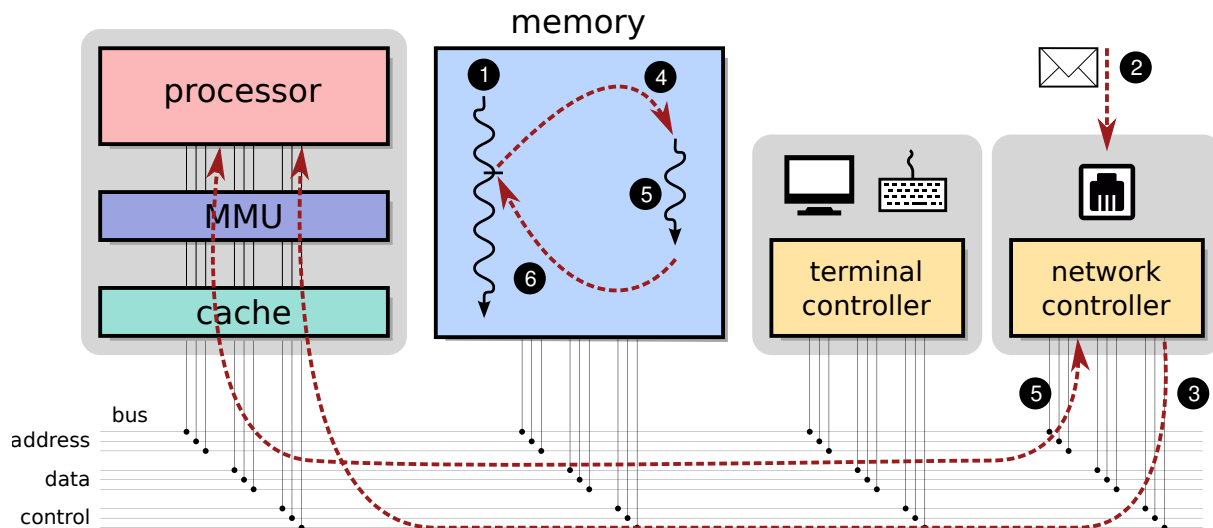 memory
processor
MMU
cache
1
4
5
6
2
terminal
controller
network
controller
5
3
bus
address
data
control